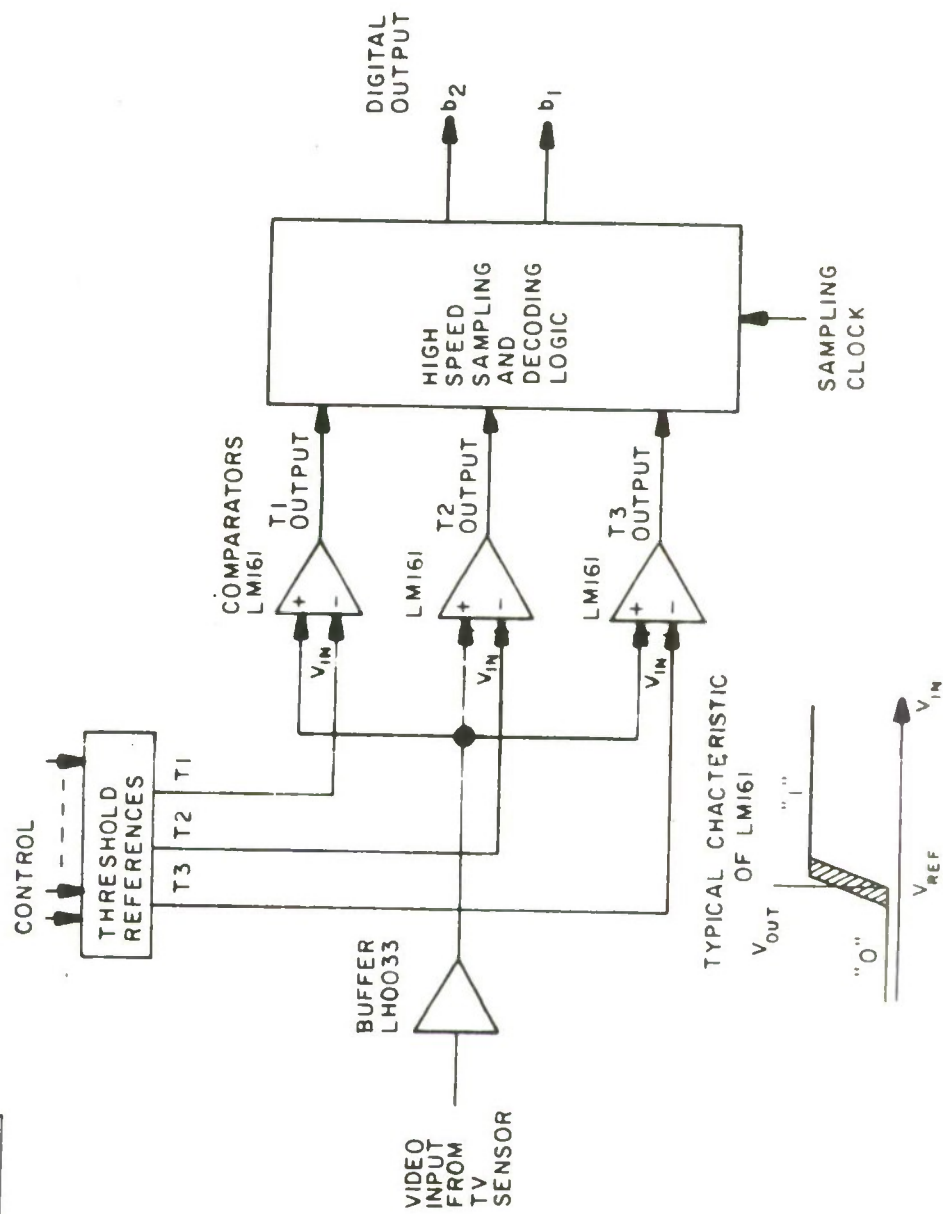 CONTROL
THRESHOLD
REFERENCES
T3
T2
T1
VIDEO
INPUT
FROM
TV
SENSOR
BUFFER
LH0033
COMPARATORS
LM161
VIN
+
-
T1
OUTPUT
LM161
VIN
+
-
T2
OUTPUT
LM161
VIN
+
-
T3
OUTPUT
HIGH
SPEED
SAMPLING
AND
DECODING
LOGIC
DIGITAL
OUTPUT
b2
b1
SAMPLING
CLOCK
TYPICAL CHACTERISTIC
OF LM161
VOUT
"0"
"1"
VREF
VIN